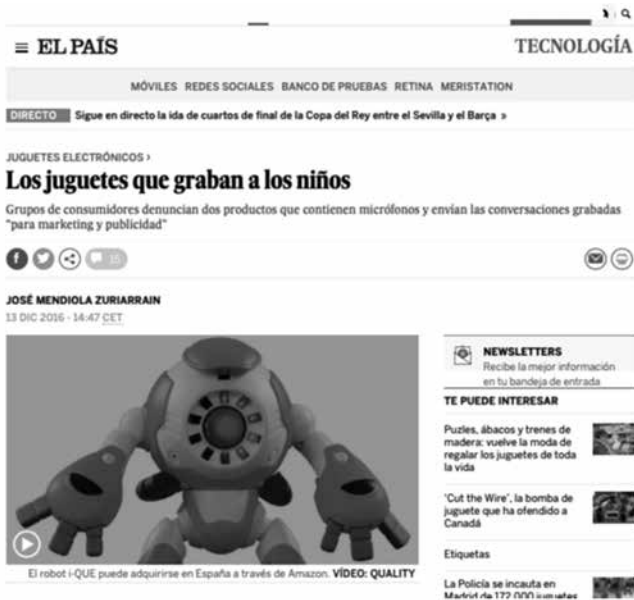 EL PAÍS
TECNOLOGÍA
MÓVILES REDES SOCIALES BANCO DE PRUEBAS RETINA MERISTATION
DIRECTO Sigue en directo la ida de cuartos de final de la Copa del Rey entre el Sevilla y el Barça »
JUGUETES ELECTRÓNICOS ›
Los juguetes que graban a los niños
Grupos de consumidores denuncian dos productos que contienen micrófonos y envían las conversaciones grabadas
"para marketing y publicidad"
15
JOSÉ MENDIOLA ZURIARRAIN
13 DIC 2016 - 14:47 CET
El robot i-QUE puede adquirirse en España a través de Amazon. VÍDEO: QUALITY
NEWSLETTERS
Recibe la mejor información
en tu bandeja de entrada
TE PUEDE INTERESAR
Puzles, ábacos y trenes de
madera: vuelve la moda de
regalar los juguetes de toda
la vida
'Cut the Wire', la bomba de
juguete que ha ofendido a
Canadá
Etiquetas
La Policía se incauta en
Madrid de 172.000 juguetes